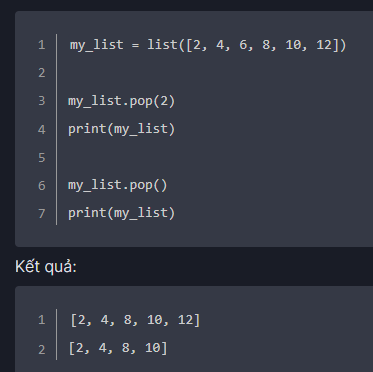 1 my_list = list([2, 4, 6, 8, 10, 12])
2
3 my_list.pop(2)
4 print(my_list)
5
6 my_list.pop()
7 print(my_list)
Kết quả:
1 [2, 4, 8, 10, 12]
2 [2, 4, 8, 10]